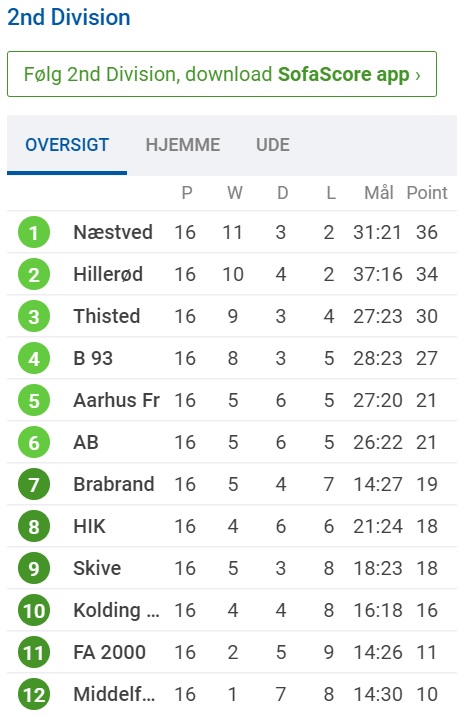 2nd Division
Følg 2nd Division, download SofaScore app ›
OVERSIGT HJEMME UDE
P W D L Mål Point
1 Næstved 16 11 3 2 31:21 36
2 Hillerød 16 10 4 2 37:16 34
3 Thisted 16 9 3 4 27:23 30
4 B 93 16 8 3 5 28:23 27
5 Aarhus Fr 16 5 6 5 27:20 21
6 AB 16 5 6 5 26:22 21
7 Brabrand 16 5 4 7 14:27 19
8 HIK 16 4 6 6 21:24 18
9 Skive 16 5 3 8 18:23 18
10 Kolding ... 16 4 4 8 16:18 16
11 FA 2000 16 2 5 9 14:26 11
12 Middelf... 16 1 7 8 14:30 10